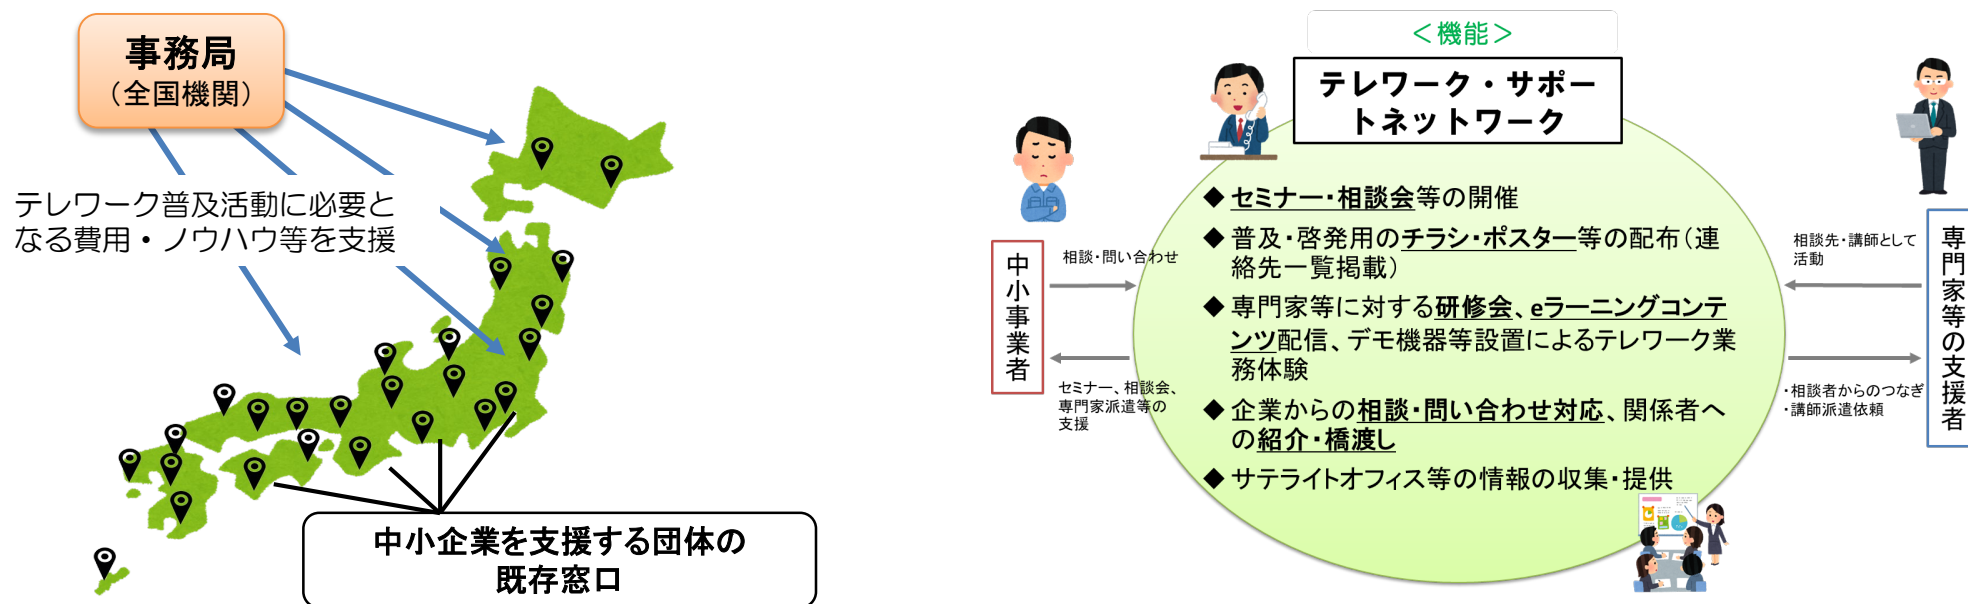 事務局
（全国機関）
テレワーク普及活動に必要と
なる費用・ノウハウ等を支援
中小企業を支援する団体の
既存窓口
＜機能＞
テレワーク・サポー
トネットワーク
◆ セミナー・相談会等の開催
◆ 普及・啓発用のチラシ・ポスター等の配布（連
絡先一覧掲載）
◆ 専門家等に対する研修会、eラーニングコンテ
ンツ配信、デモ機器等設置によるテレワーク業
務体験
◆ 企業からの相談・問い合わせ対応、関係者へ
の紹介・橋渡し
◆ サテライトオフィス等の情報の収集・提供
中小事業者
相談・問い合わせ
セミナー、相談会、
専門家派遣等の
支援
相談先・講師として
活動
・相談者からのつなぎ
・講師派遣依頼
専門家等の支援者